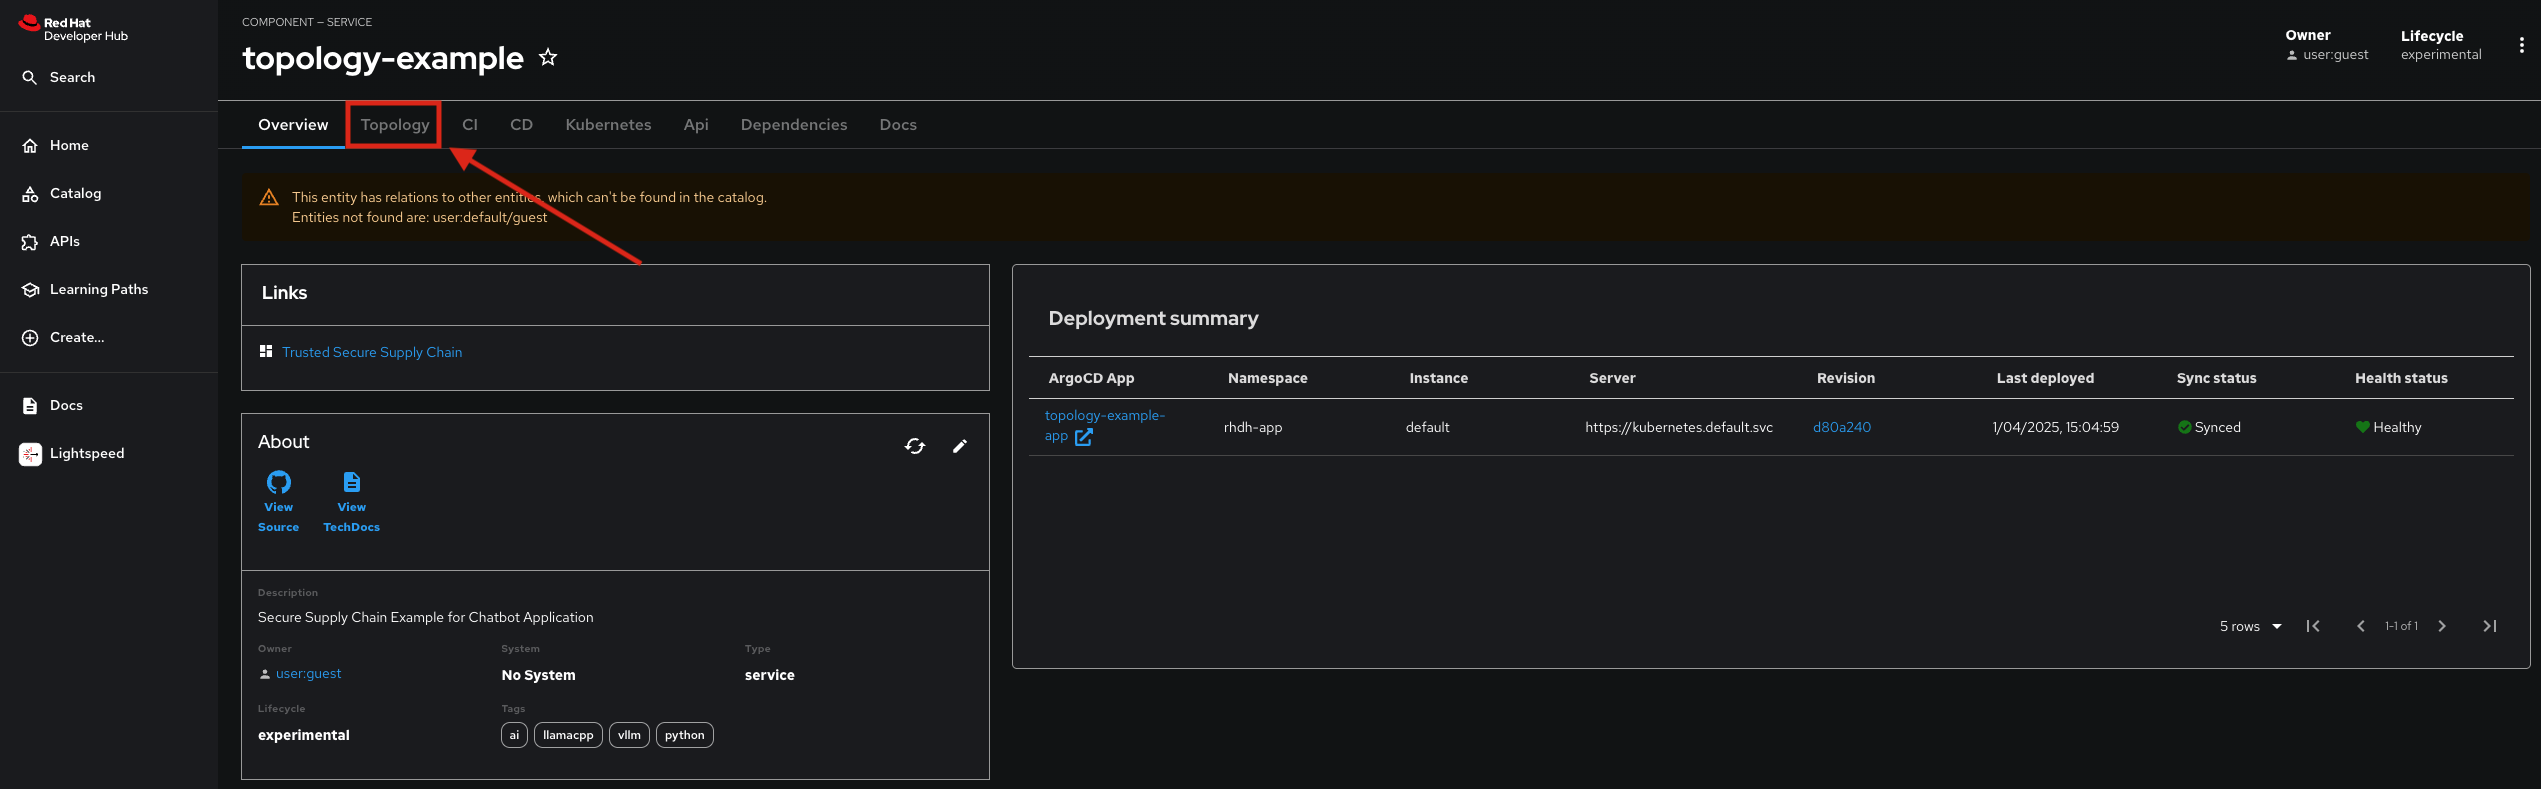 Red Hat
Developer Hub
Search
Home
Catalog
APIs
Learning Paths
Create...
Docs
Lightspeed
COMPONENT — SERVICE
topology-example
Owner
user:guest
Lifecycle
experimental
Overview Topology CI CD Kubernetes Api Dependencies Docs
This entity has relations to other entities, which can't be found in the catalog.
Entities not found are: user:default/guest
Links
Trusted Secure Supply Chain
About
View
Source
View
TechDocs
Description
Secure Supply Chain Example for Chatbot Application
Owner System Type
user:guest No System service
Lifecycle Tags
experimental ai llamacpp vllm python
Deployment summary
ArgoCD App Namespace Instance Server Revision Last deployed Sync status Health status
topology-example-
app rhdh-app default https://kubernetes.default.svc d80a240 1/04/2025, 15:04:59 Synced Healthy
5 rows 1-1 of 1